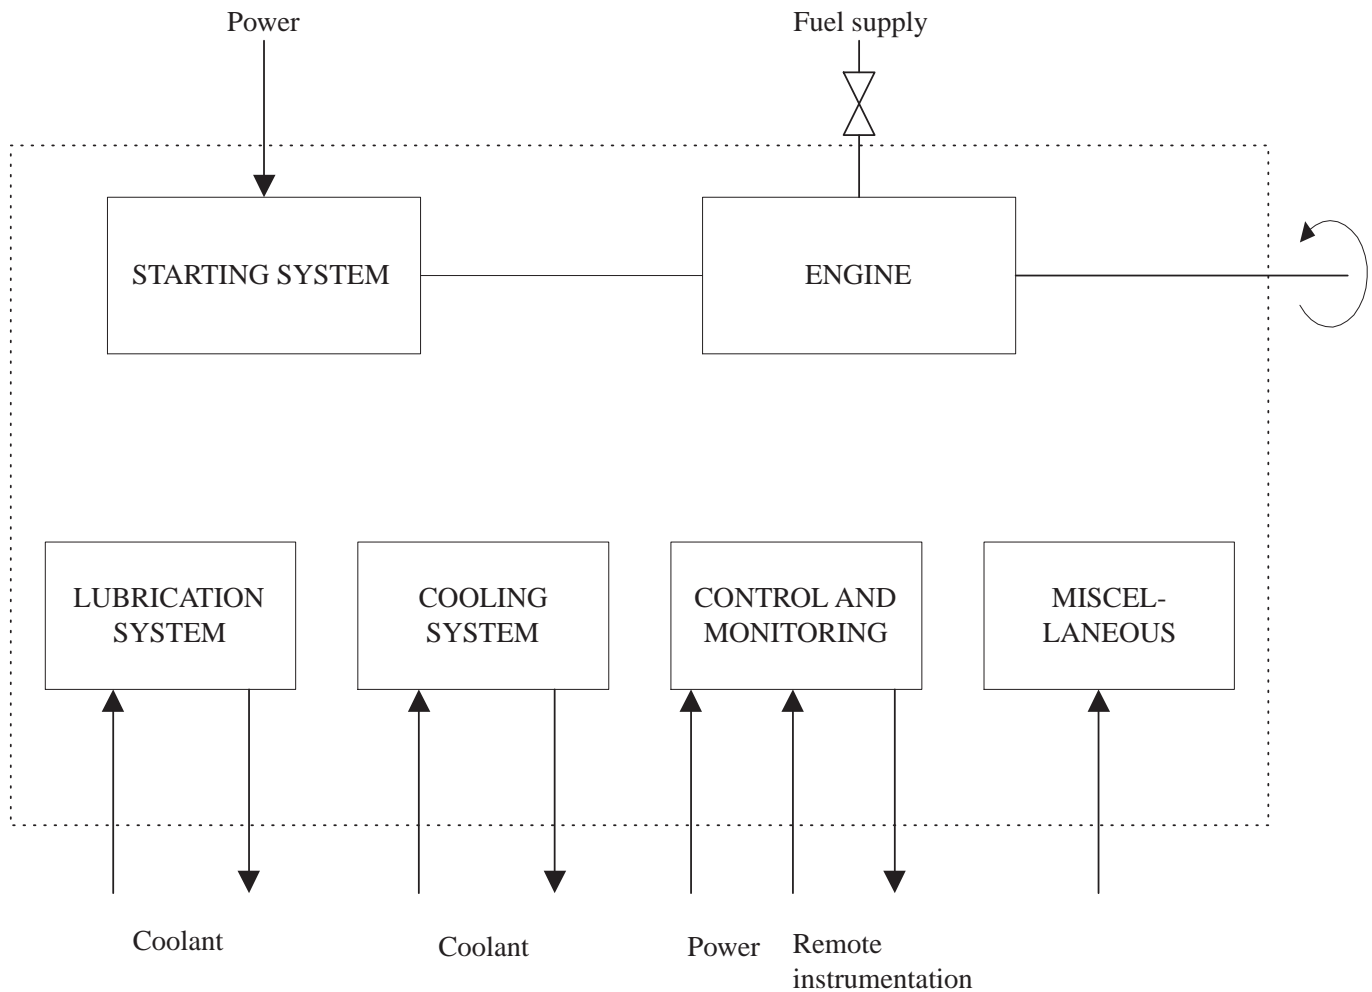 Power
Fuel supply
STARTING SYSTEM
ENGINE
LUBRICATION
SYSTEM
COOLING
SYSTEM
CONTROL AND
MONITORING
MISCEL-
LANEOUS
Coolant
Coolant
Power
Remote
instrumentation